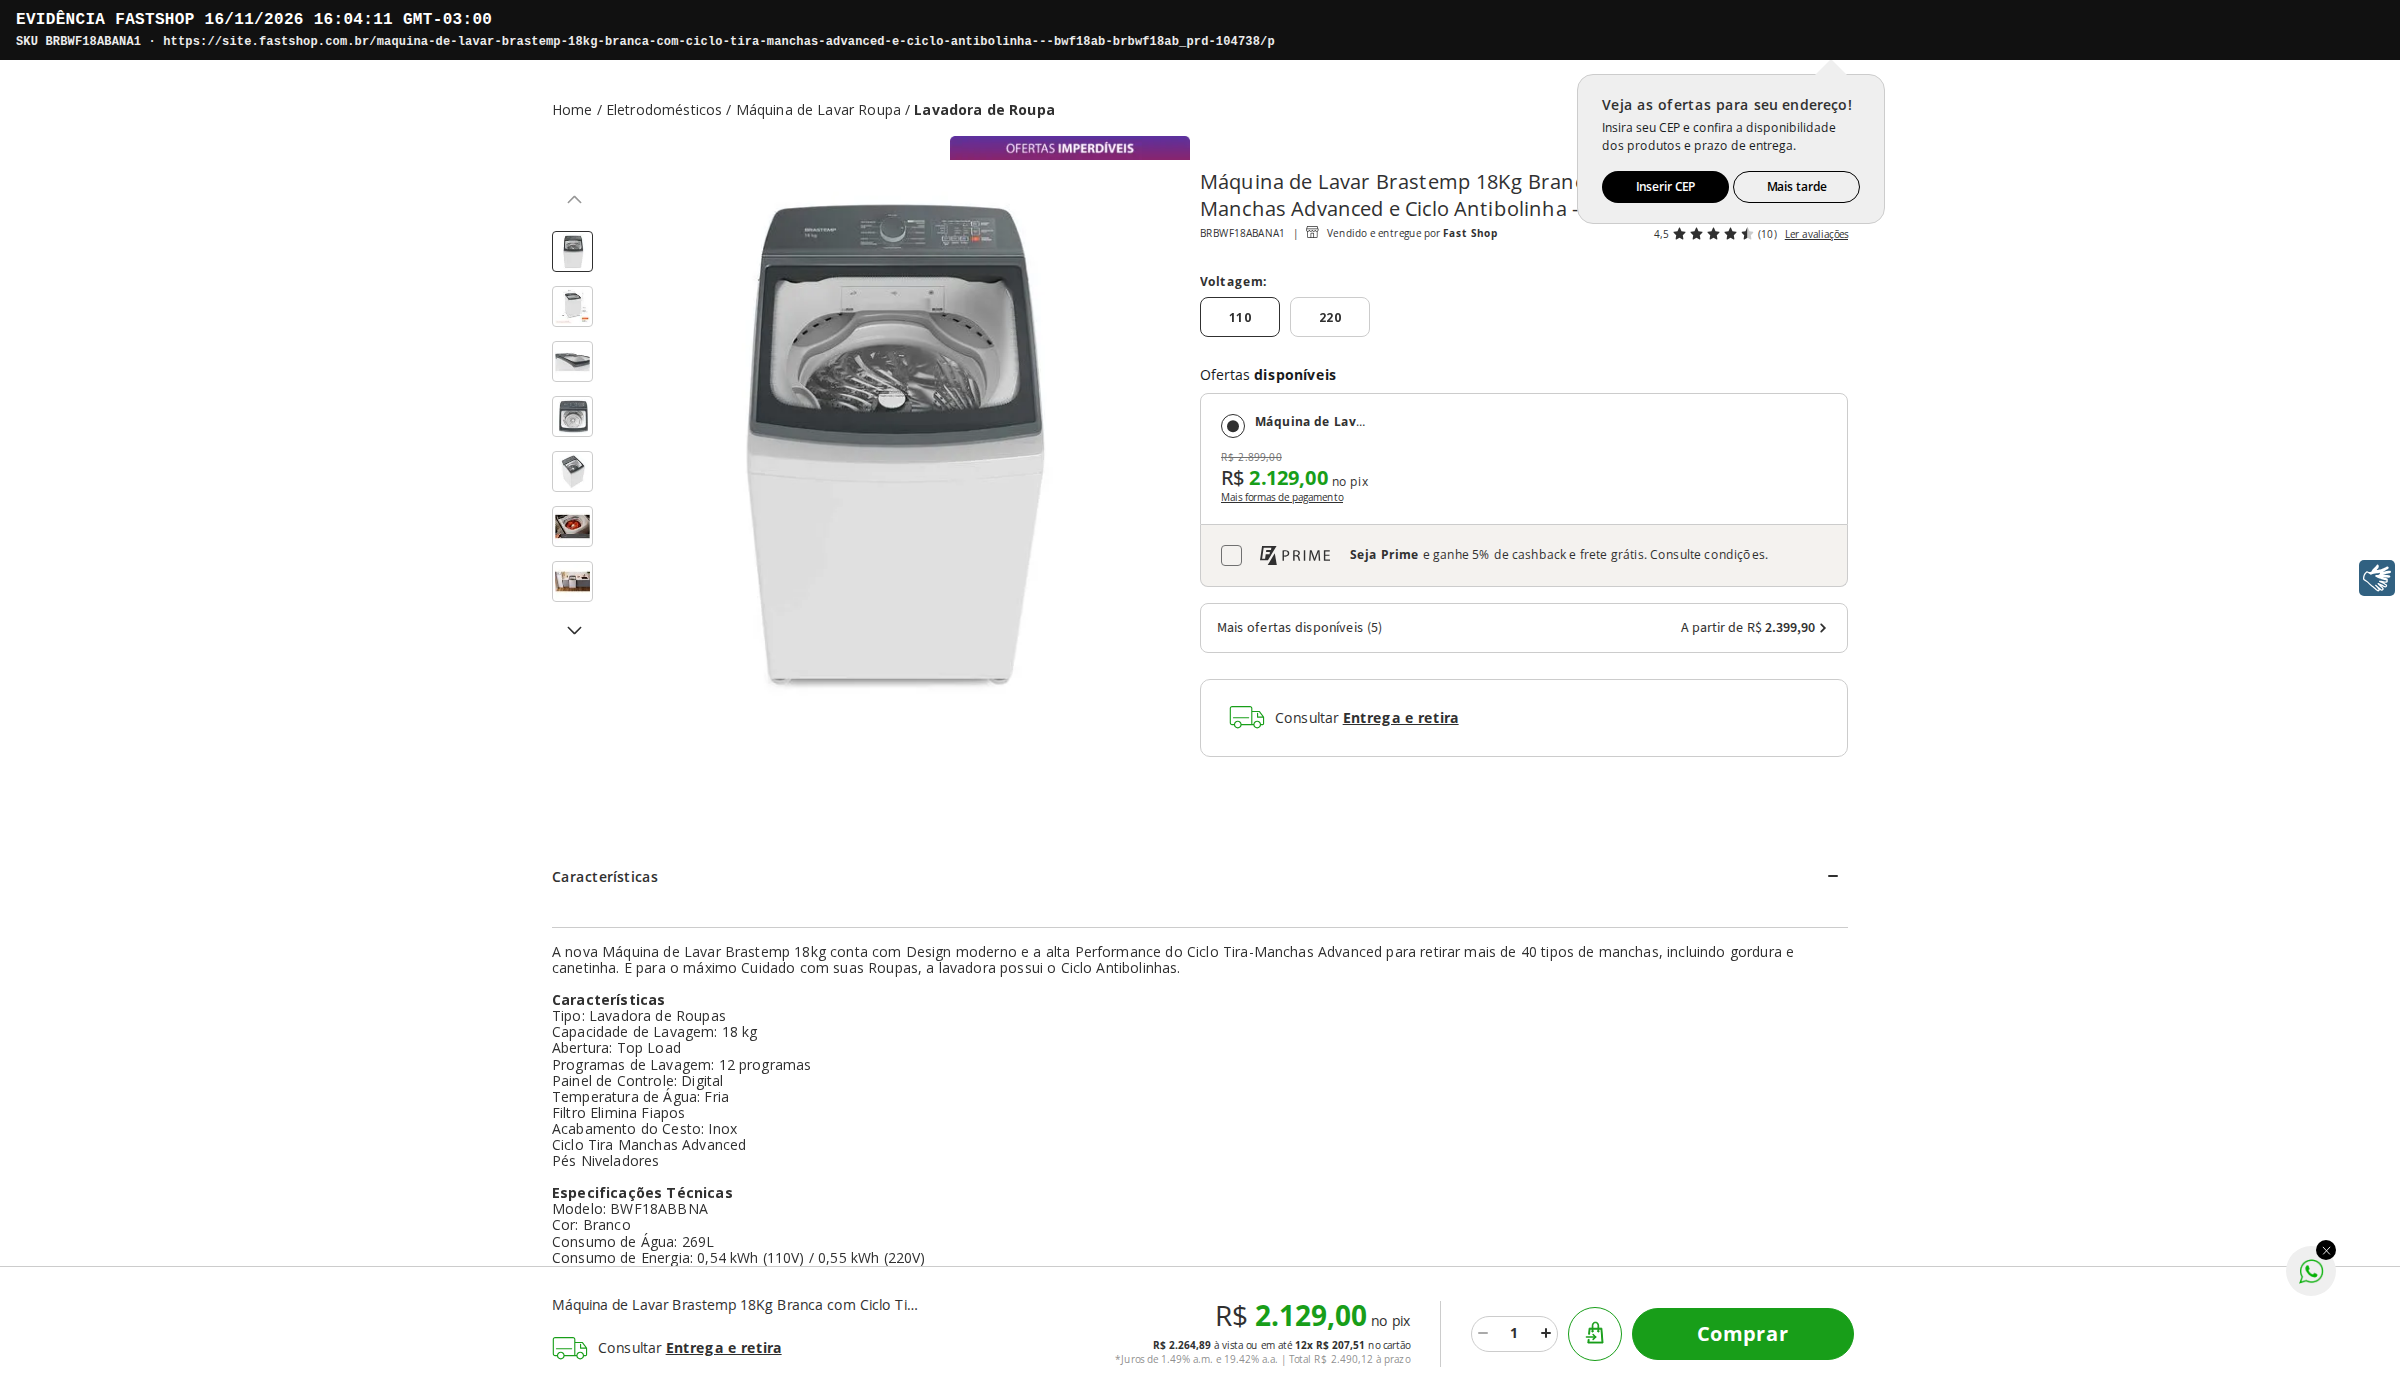 EVIDÊNCIA FASTSHOP 16/11/2026 16:04:11 GMT-03:00
SKU BRBWF18ABANA1 · https://site.fastshop.com.br/maquina-de-lavar-brastemp-18kg-branca-com-ciclo-tira-manchas-advanced-e-ciclo-antibolinha---bwf18ab-brbwf18ab_prd-104738/p
Veja as ofertas para seu endereço!
Insira seu CEP e confira a disponibilidade
dos produtos e prazo de entrega.
Inserir CEP
Mais tarde
Home / Eletrodomésticos / Máquina de Lavar Roupa / Lavadora de Roupa
OFERTAS IMPERDÍVEIS
BRASTEMP
Máquina de Lavar Brastemp 18Kg Bran
Manchas Advanced e Ciclo Antibolinha -
BRBWF18ABANA1 | Vendido e entregue por Fast Shop
4,5 (10) Ler avaliações
Voltagem:
110 220
Ofertas disponíveis
Máquina de Lav...
R$ 2.899,00
R$ 2.129,00 no pix
Mais formas de pagamento
PRIME Seja Prime e ganhe 5% de cashback e frete grátis. Consulte condições.
Mais ofertas disponíveis (5) A partir de R$ 2.399,90
Consultar Entrega e retira
Características
A nova Máquina de Lavar Brastemp 18kg conta com Design moderno e a alta Performance do Ciclo Tira-Manchas Advanced para retirar mais de 40 tipos de manchas, incluindo gordura e
canetinha. E para o máximo Cuidado com suas Roupas, a lavadora possui o Ciclo Antibolinhas.
Características
Tipo: Lavadora de Roupas
Capacidade de Lavagem: 18 kg
Abertura: Top Load
Programas de Lavagem: 12 programas
Painel de Controle: Digital
Temperatura de Água: Fria
Filtro Elimina Fiapos
Acabamento do Cesto: Inox
Ciclo Tira Manchas Advanced
Pés Niveladores
Especificações Técnicas
Modelo: BWF18ABBNA
Cor: Branco
Consumo de Água: 269L
Consumo de Energia: 0,54 kWh (110V) / 0,55 kWh (220V)
Máquina de Lavar Brastemp 18Kg Branca com Ciclo Ti...
Consultar Entrega e retira
R$ 2.129,00 no pix
R$ 2.264,89 à vista ou em até 12x R$ 207,51 no cartão
*Juros de 1.49% a.m. e 19.42% a.a. | Total R$ 2.490,12 à prazo
1
Comprar